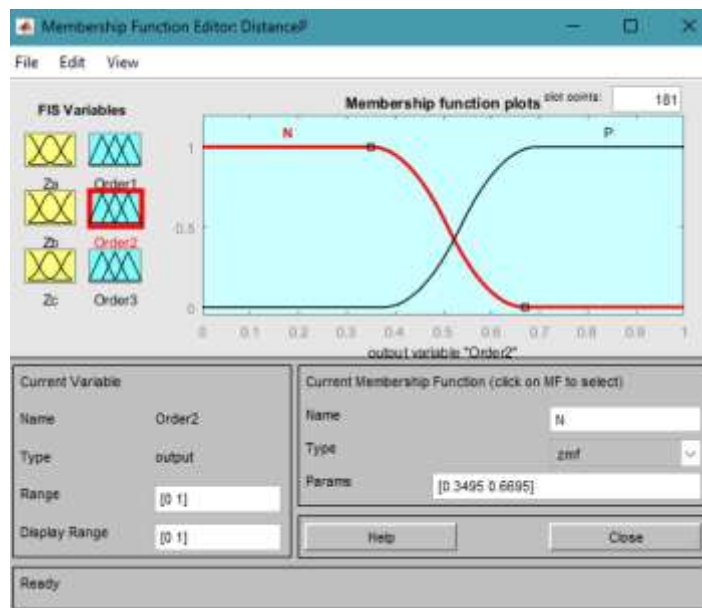 Membership Function Editor: DistanceP
File Edit View
FIS Variables
Membership function plots
plot points:
181
Za
Order1
Zb
Order2
Zc
Order3
N
P
1
0.5
0
0 0.1 0.2 0.3 0.4 0.5 0.6 0.7 0.8 0.9 1
output variable "Order2"
Current Variable
Name Order2
Type output
Range [0 1]
Display Range [0 1]
Current Membership Function (click on MF to select)
Name N
Type zmf
Params [0.3495 0.6695]
Help
Close
Ready